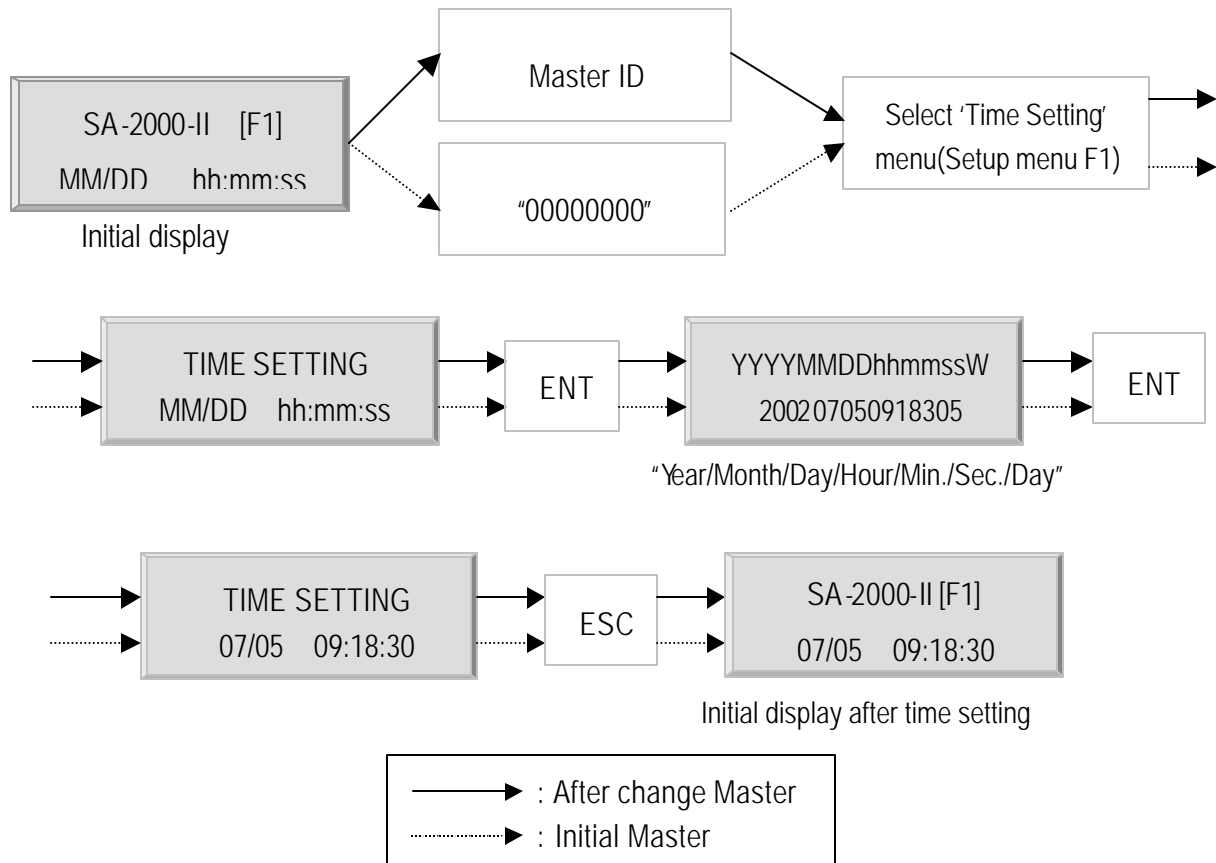 Master ID
SA-2000-II [F1]
MM/DD hh:mm:ss
Initial display
"00000000"
Select 'Time Setting'
menu(Setup menu F1)
TIME SETTING
MM/DD hh:mm:ss
ENT
YYYYMMDDhhmmssW
200207050918305
ENT
"Year/Month/Day/Hour/Min./Sec./Day"
TIME SETTING
07/05 09:18:30
ESC
SA-2000-II [F1]
07/05 09:18:30
Initial display after time setting
: After change Master
: Initial Master